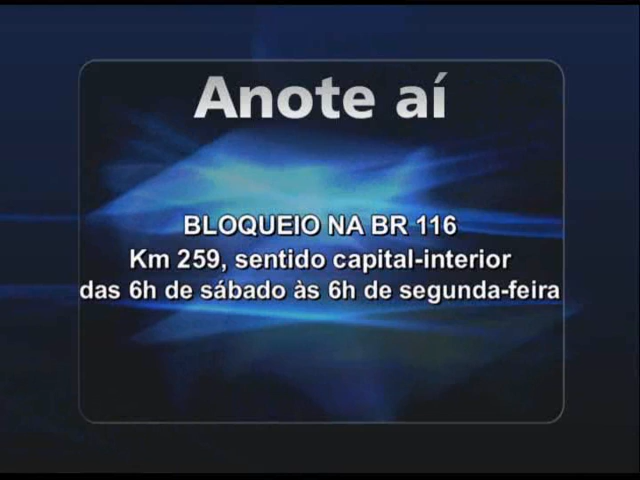 Anote aí
BLOQUEIO NA BR 116
Km 259, sentido capital-interior
das 6h de sábado às 6h de segunda-feira